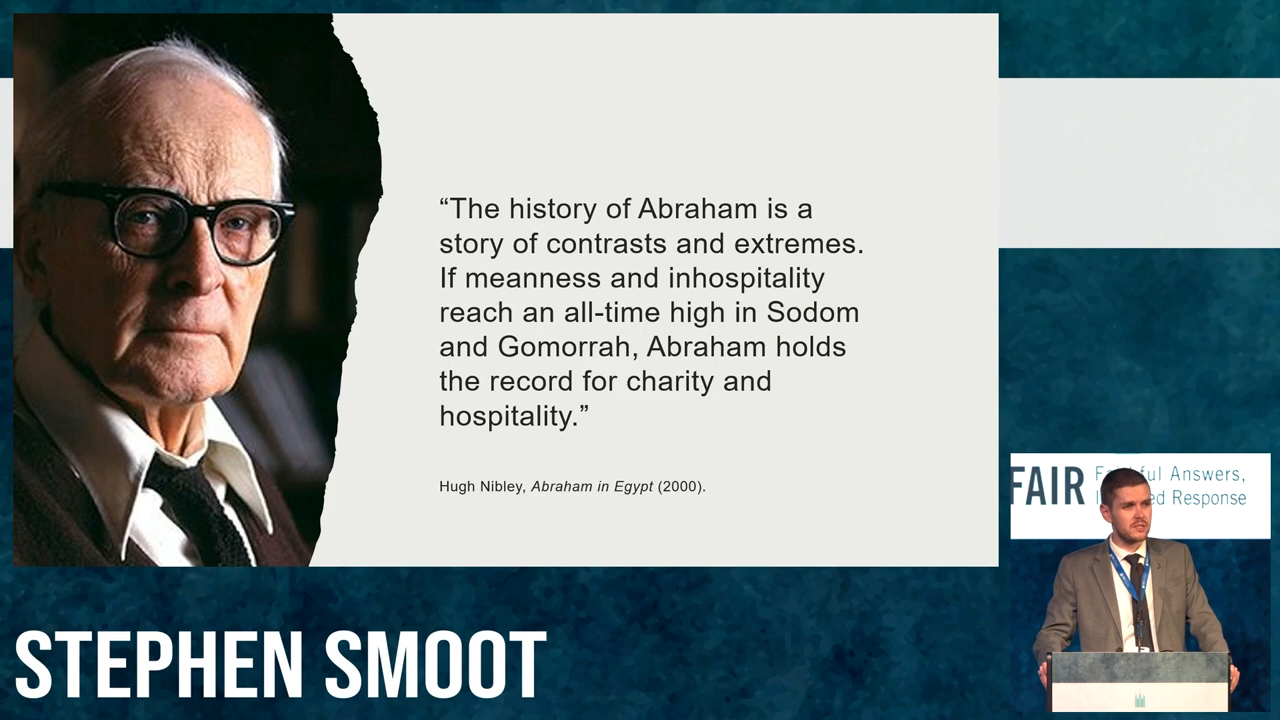 “The history of Abraham is a
story of contrasts and extremes.
If meanness and inhospitality
reach an all-time high in Sodom
and Gomorrah, Abraham holds
the record for charity and
hospitality.”
Hugh Nibley, Abraham in Egypt (2000).
FAIR
Answers,
Response
STEPHEN SMOOT